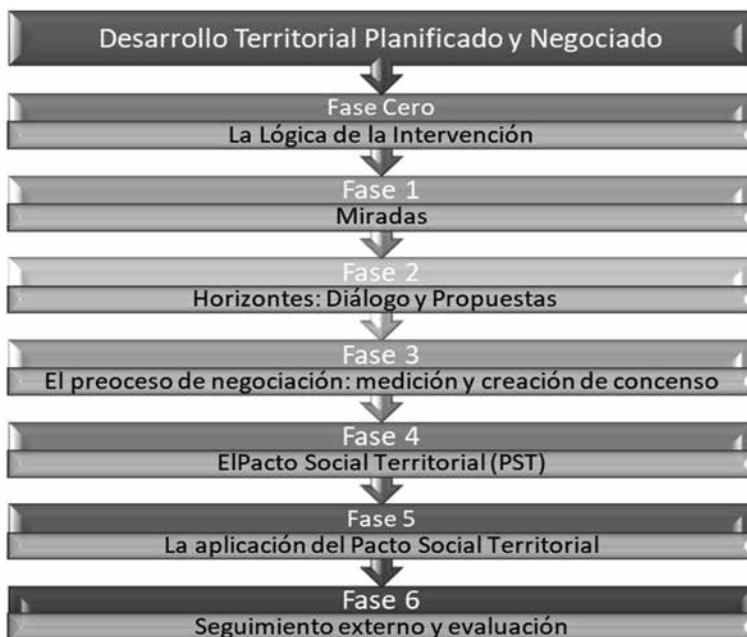 Desarrollo Territorial Planificado y Negociado
Fase Cero
La Lógica de la Intervención
Fase 1
Miradas
Fase 2
Horizontes: Diálogo y Propuestas
Fase 3
El preoceso de negociación: medición y creación de concenso
Fase 4
ElPacto Social Territorial (PST)
Fase 5
La aplicación del Pacto Social Territorial
Fase 6
Seguimiento externo y evaluación